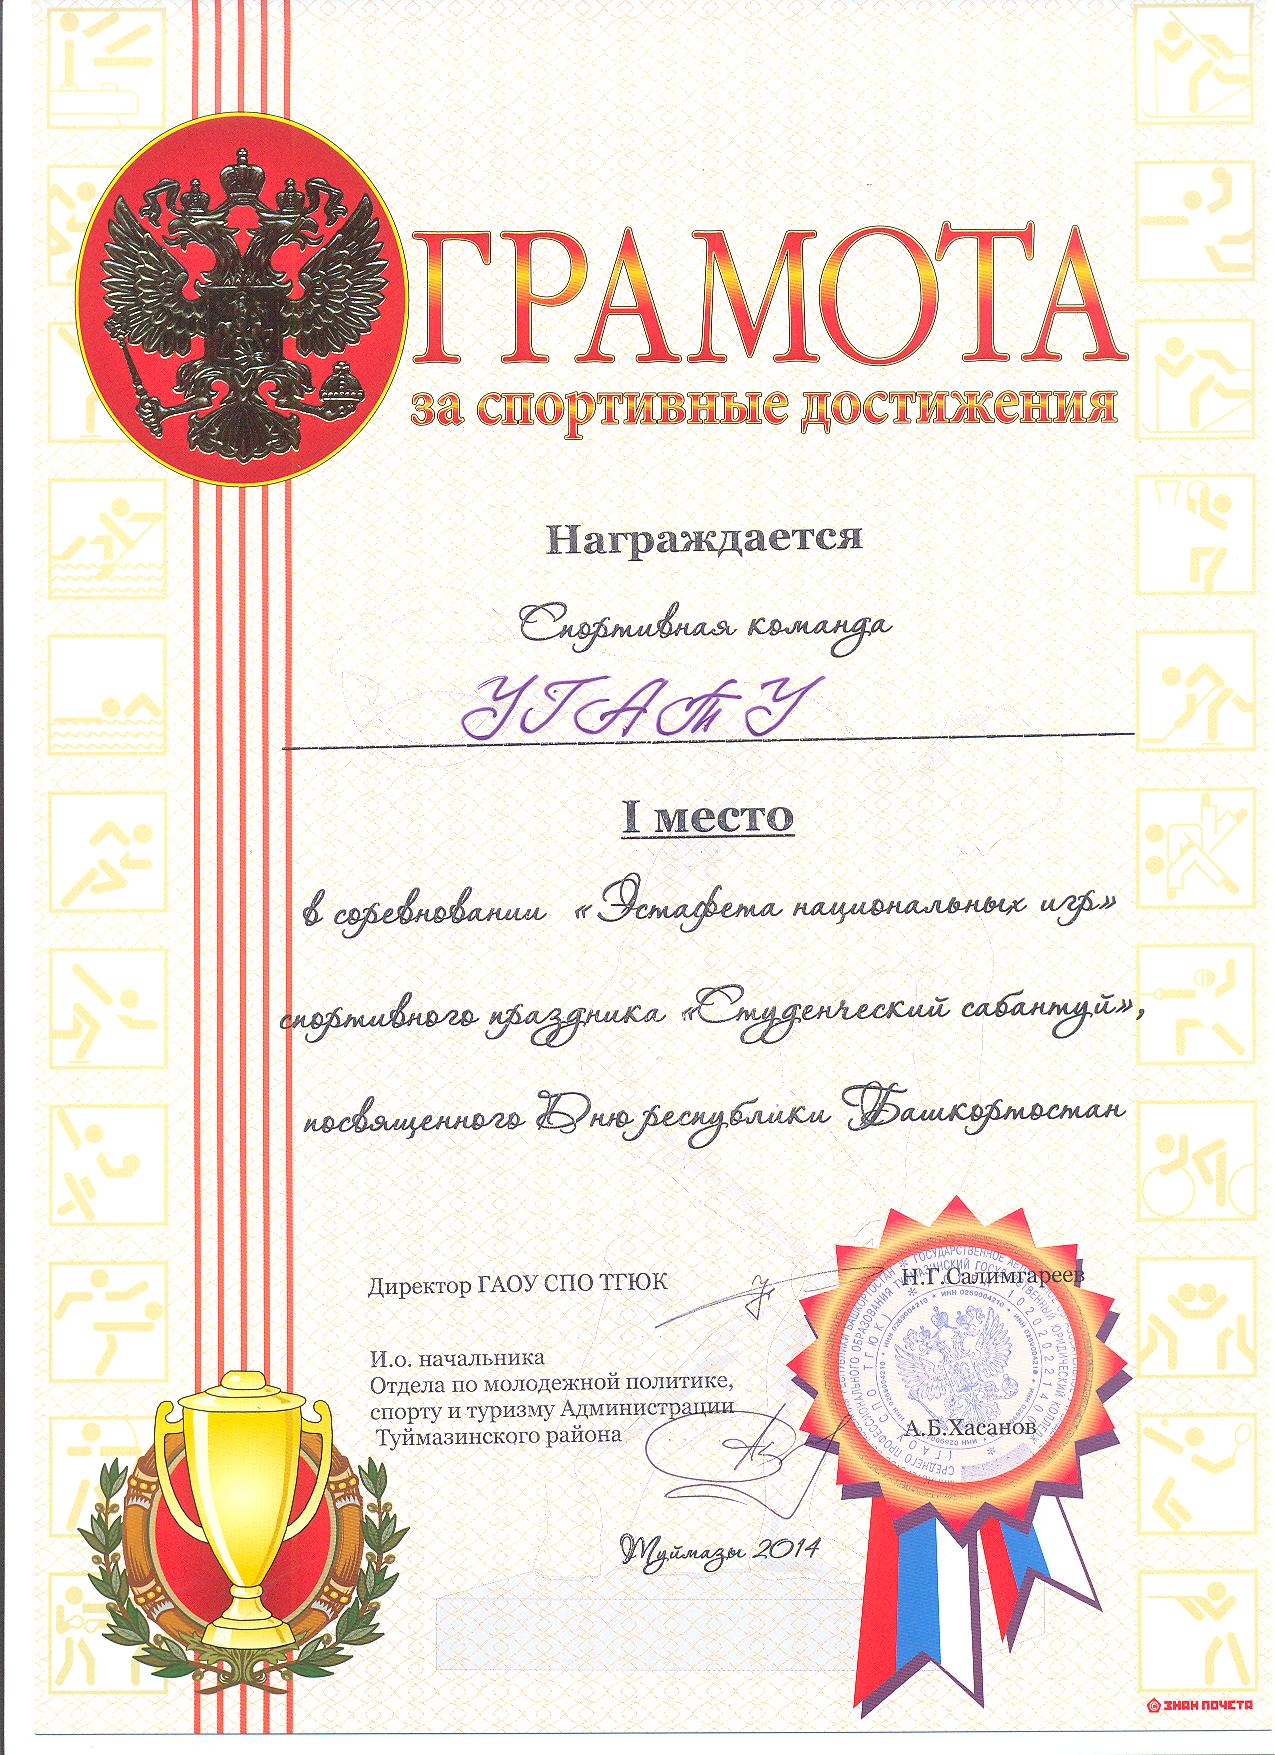 ГРАМОТА
за спортивные достижения
Награждается
Спортивная команда
УГАТУ
I место
в соревновании «Эстафета национальных игр»
спортивного праздника «Студенческий сабантуй»,
посвященного Дню республики Башкортостан
Директор ГАОУ СПО ТГЮК
Н.Г.Салимгареев
И.о. начальника
Отдела по молодежной политике,
спорту и туризму Администрации
Туймазинского района
А.Б.Хасанов
Туймазы 2014
ЗНАК ПОЧЕТА